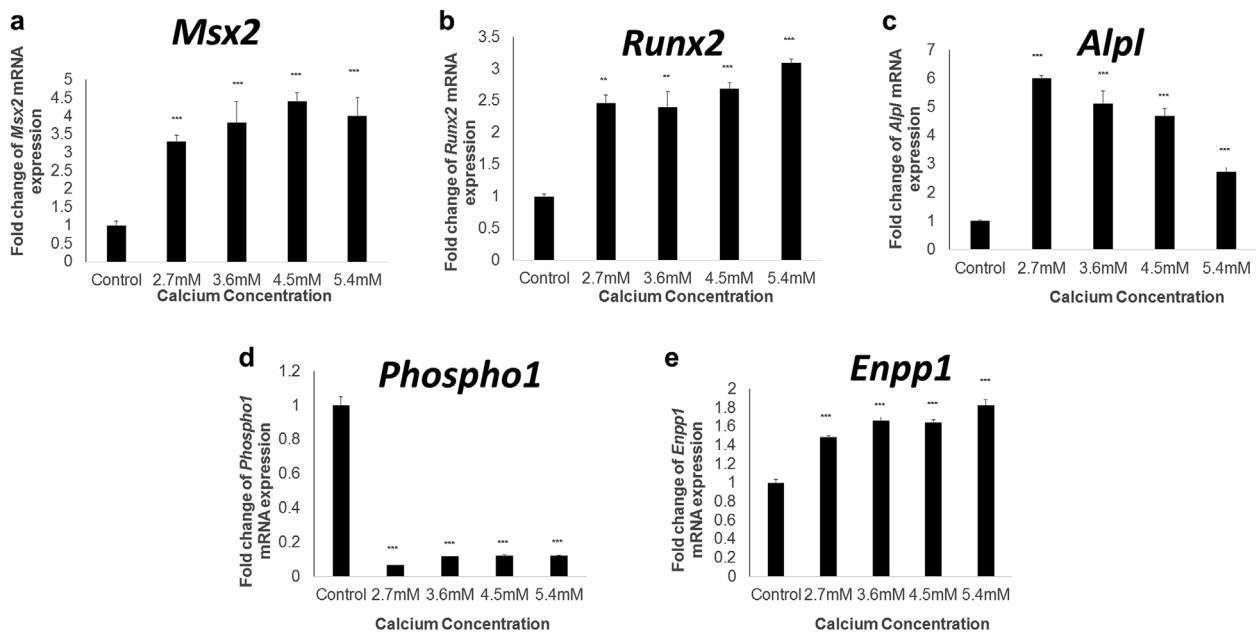 a
Msx2
Fold change of Msx2 mRNA
expression
5
4.5
4
3.5
3
2.5
2
1.5
1
0.5
0
***
***
***
***
Control 2.7mM 3.6mM 4.5mM 5.4mM
Calcium Concentration
b
Runx2
Fold change of Runx2 mRNA
expression
3.5
3
2.5
2
1.5
1
0.5
0
**
**
***
***
Control 2.7mM 3.6mM 4.5mM 5.4mM
Calcium Concentration
c
Alpl
Fold change of Alpl mRNA
expression
7
6
5
4
3
2
1
0
***
***
***
***
Control 2.7mM 3.6mM 4.5mM 5.4mM
Calcium Concentration
d
Phospho1
Fold change of Phospho1
mRNA expression
1.2
1
0.8
0.6
0.4
0.2
0
***
***
***
***
Control 2.7mM 3.6mM 4.5mM 5.4mM
Calcium Concentration
e
Enpp1
Fold change of Enpp1
mRNA expression
2
1.8
1.6
1.4
1.2
1
0.8
0.6
0.4
0.2
0
***
***
***
***
Control 2.7mM 3.6mM 4.5mM 5.4mM
Calcium Concentration